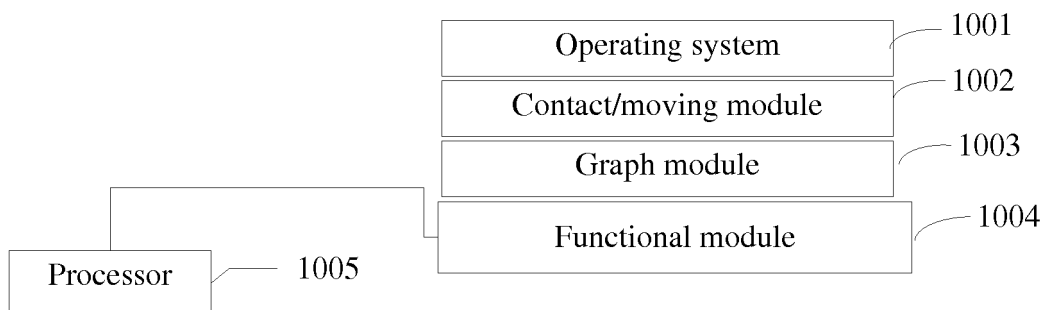 Operating system 1001
Contact/moving module 1002
Graph module 1003
Functional module 1004
Processor 1005